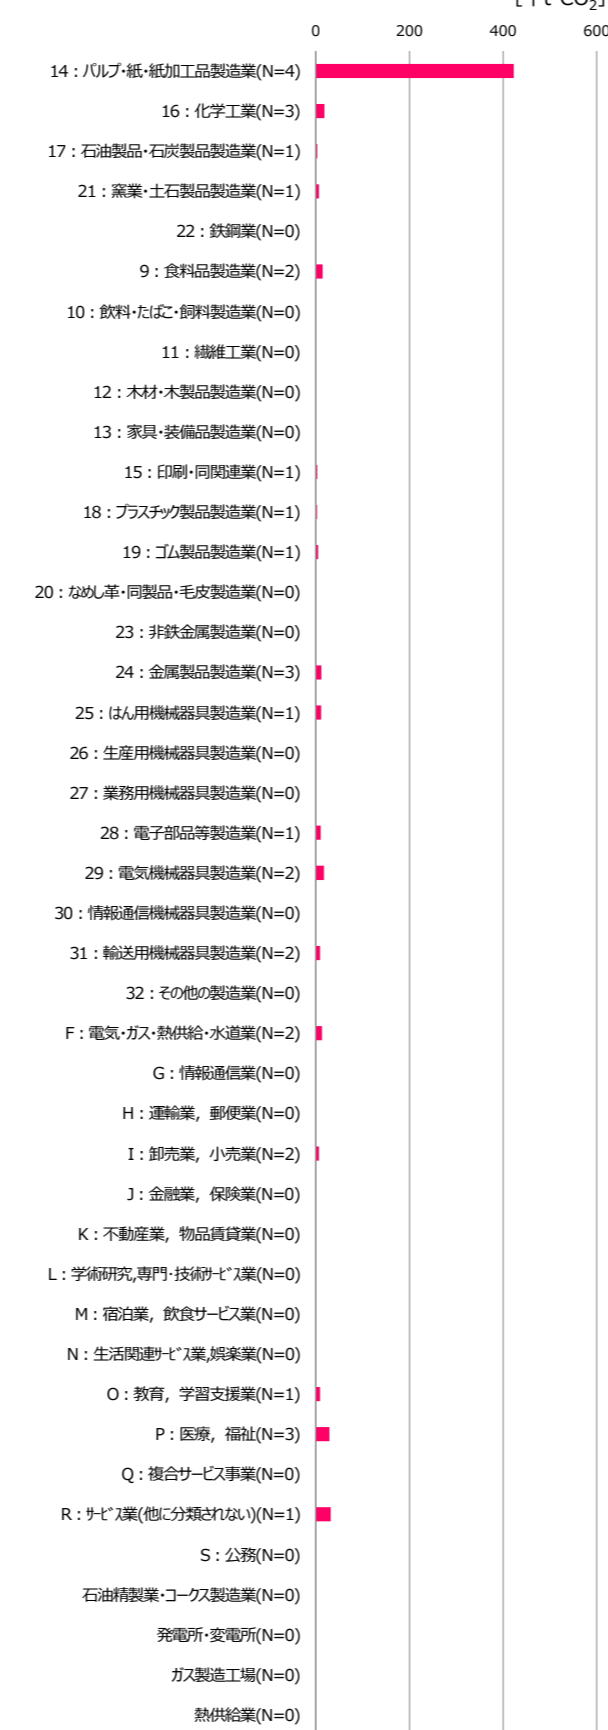 [千t-CO₂]
0 200 400 600
14：パルプ・紙・紙加工品製造業(N=4)
16：化学工業(N=3)
17：石油製品・石炭製品製造業(N=1)
21：窯業・土石製品製造業(N=1)
22：鉄鋼業(N=0)
9：食料品製造業(N=2)
10：飲料・たばこ・飼料製造業(N=0)
11：繊維工業(N=0)
12：木材・木製品製造業(N=0)
13：家具・装備品製造業(N=0)
15：印刷・同関連業(N=1)
18：プラスチック製品製造業(N=1)
19：ゴム製品製造業(N=1)
20：なめし革・同製品・毛皮製造業(N=0)
23：非鉄金属製造業(N=0)
24：金属製品製造業(N=3)
25：はん用機械器具製造業(N=1)
26：生産用機械器具製造業(N=0)
27：業務用機械器具製造業(N=0)
28：電子部品等製造業(N=1)
29：電気機械器具製造業(N=2)
30：情報通信機械器具製造業(N=0)
31：輸送用機械器具製造業(N=2)
32：その他の製造業(N=0)
F：電気・ガス・熱供給・水道業(N=2)
G：情報通信業(N=0)
H：運輸業，郵便業(N=0)
I：卸売業，小売業(N=2)
J：金融業，保険業(N=0)
K：不動産業，物品賃貸業(N=0)
L：学術研究,専門・技術ｻｰﾋﾞｽ業(N=0)
M：宿泊業，飲食サービス業(N=0)
N：生活関連ｻｰﾋﾞｽ業,娯楽業(N=0)
O：教育，学習支援業(N=1)
P：医療，福祉(N=3)
Q：複合サービス事業(N=0)
R：ｻｰﾋﾞｽ業(他に分類されない)(N=1)
S：公務(N=0)
石油精製業・コークス製造業(N=0)
発電所・変電所(N=0)
ガス製造工場(N=0)
熱供給業(N=0)